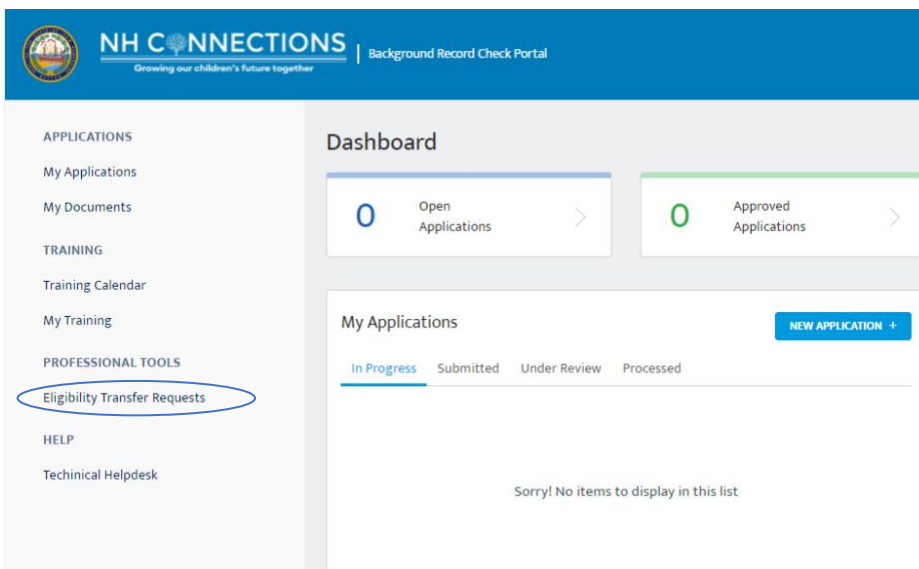 NH CONNECTIONS
Growing our children's future together
Background Record Check Portal
APPLICATIONS
My Applications
My Documents
TRAINING
Training Calendar
My Training
PROFESSIONAL TOOLS
Eligibility Transfer Requests
HELP
Techinical Helpdesk
Dashboard
0 Open
Applications
0 Approved
Applications
My Applications
NEW APPLICATION +
In Progress Submitted Under Review Processed
Sorry! No items to display in this list